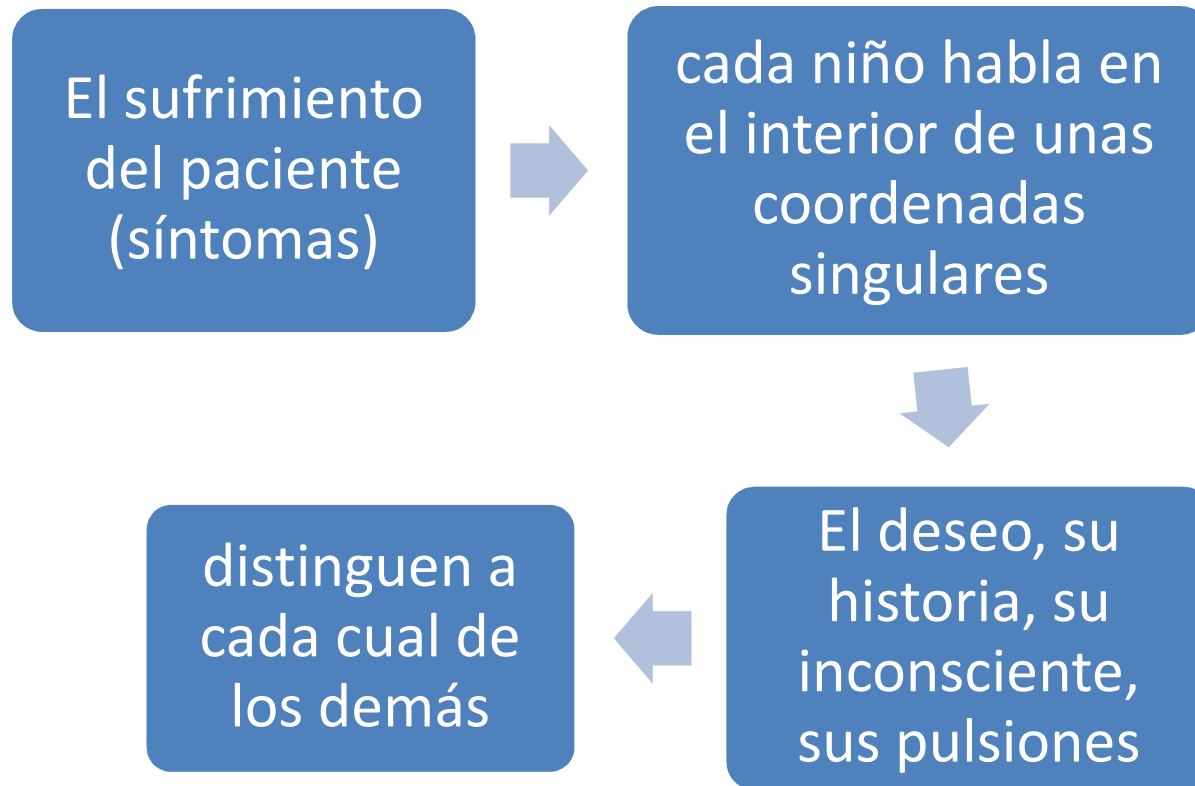 El sufrimiento
del paciente
(síntomas)
cada niño habla en
el interior de unas
coordenadas
singulares
El deseo, su
historia, su
inconsciente,
sus pulsiones
distinguen a
cada cual de
los demás